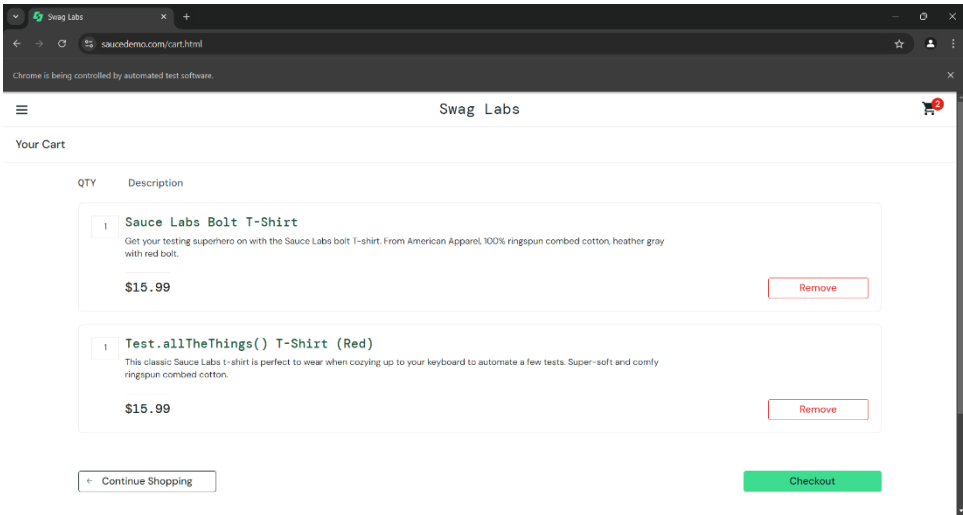 Swag Labs
saucedemo.com/cart.html
Chrome is being controlled by automated test software.
Swag Labs
2
Your Cart
QTY Description
1
Sauce Labs Bolt T-Shirt
Get your testing superhero on with the Sauce Labs bolt T-shirt. From American Apparel, 100% ringspun combed cotton, heather gray
with red bolt.
$15.99
Remove
1
Test.allTheThings() T-Shirt (Red)
This classic Sauce Labs t-shirt is perfect to wear when cozying up to your keyboard to automate a few tests. Super-soft and comfy
ringspun combed cotton.
$15.99
Remove
Continue Shopping
Checkout